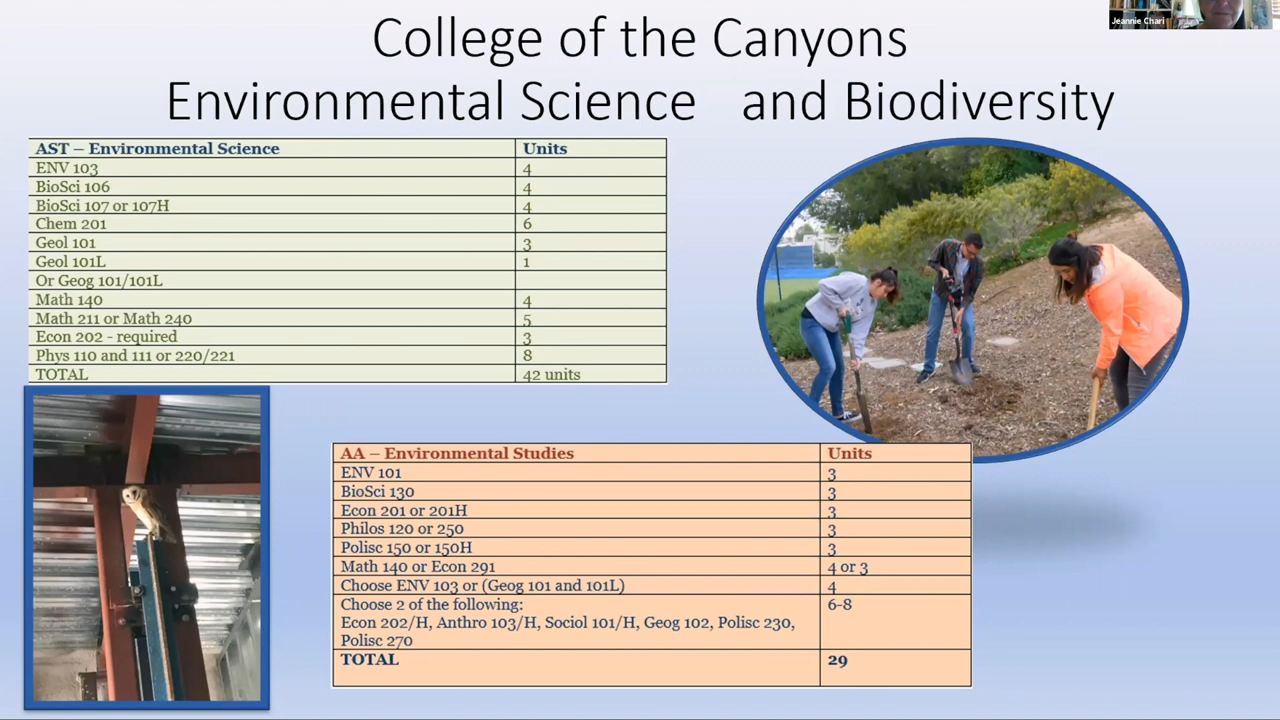 College of the Canyons
Environmental Science and Biodiversity
Jeannie Chari
AST – Environmental Science Units
ENV 103 4
BioSci 106 4
BioSci 107 or 107H 4
Chem 201 6
Geol 101 3
Geol 101L 1
Or Geog 101/101L
Math 140 4
Math 211 or Math 240 5
Econ 202 - required 3
Phys 110 and 111 or 220/221 8
TOTAL 42 units
AA – Environmental Studies Units
ENV 101 3
BioSci 130 3
Econ 201 or 201H 3
Philos 120 or 250 3
Polisc 150 or 150H 3
Math 140 or Econ 291 4 or 3
Choose ENV 103 or (Geog 101 and 101L) 4
Choose 2 of the following: 6-8
Econ 202/H, Anthro 103/H, Sociol 101/H, Geog 102, Polisc 230,
Polisc 270
TOTAL 29